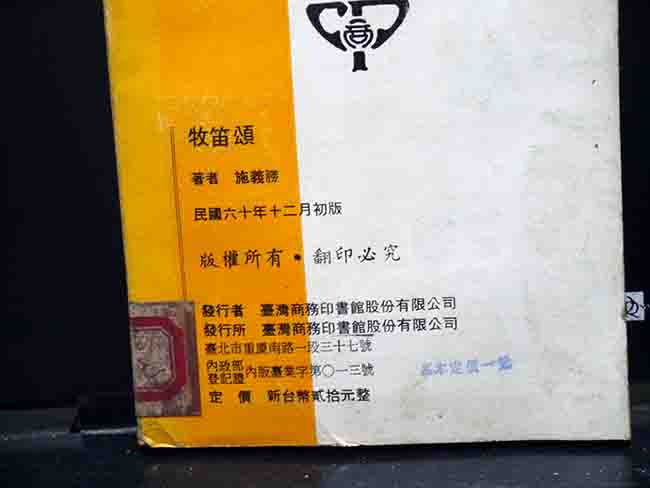 商
牧笛頌
著者 施義勝
民國六十年十二月初版
版權所有•翻印必究
發行者 臺灣商務印書館股份有限公司
發行所 臺灣商務印書館股份有限公司
臺北市重慶南路一段三十七號
內政部
登記證
內版臺業字第〇一三號
定價 新台幣貳拾元整
基本定價一號